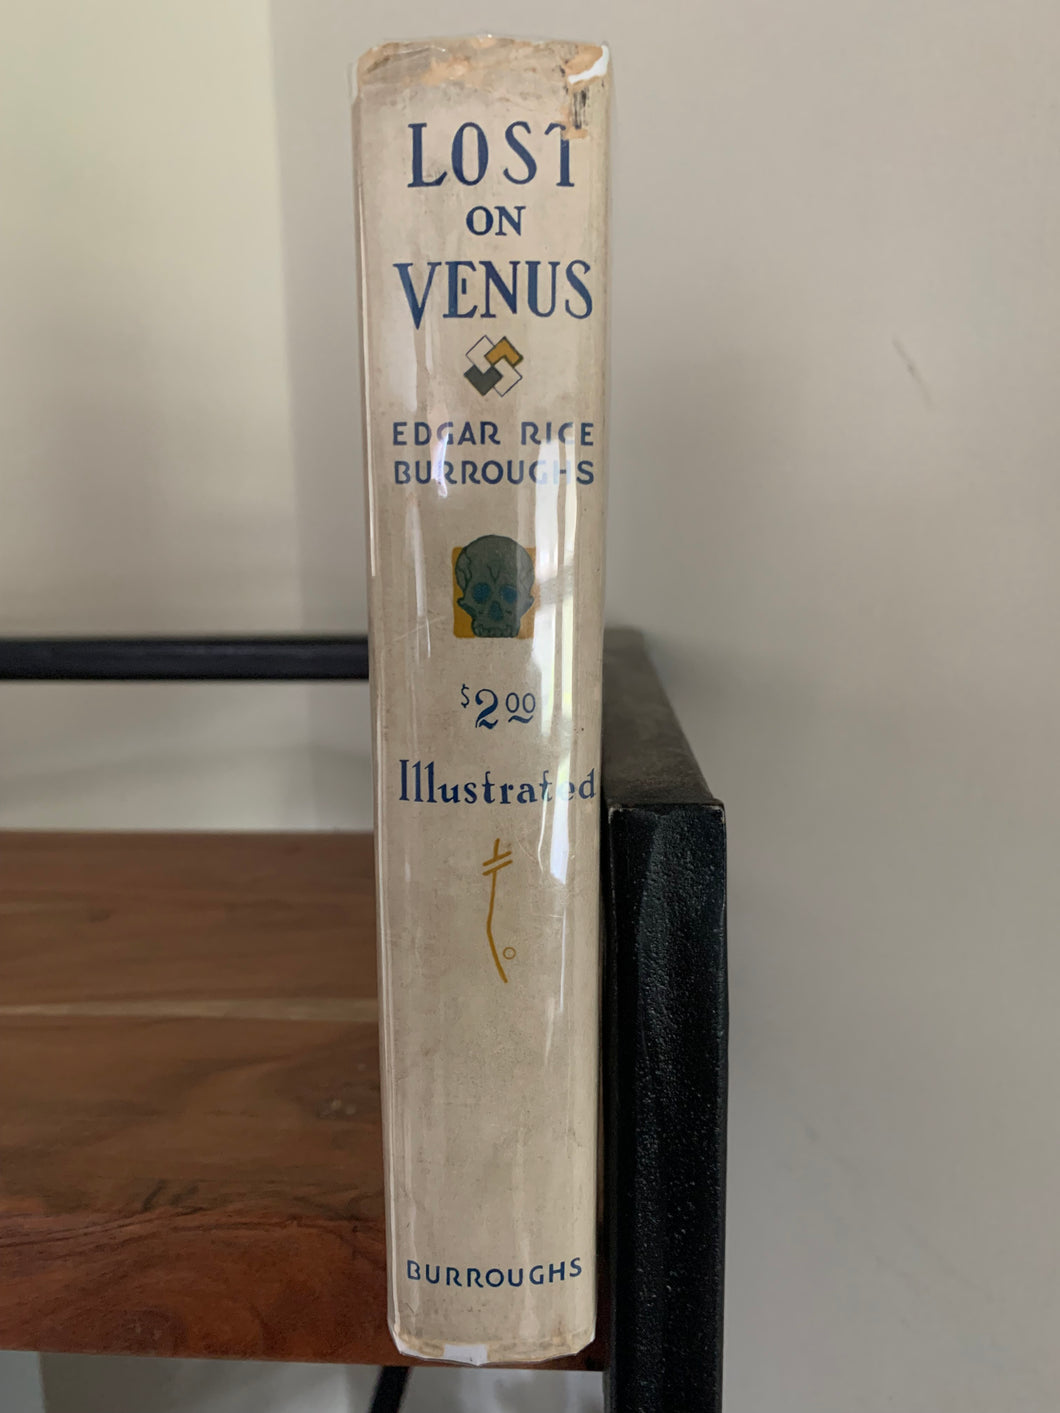 LOST
ON
VENUS
EDGAR RICE
BURROUGHS
$2.00
Illustrated
BURROUGHS